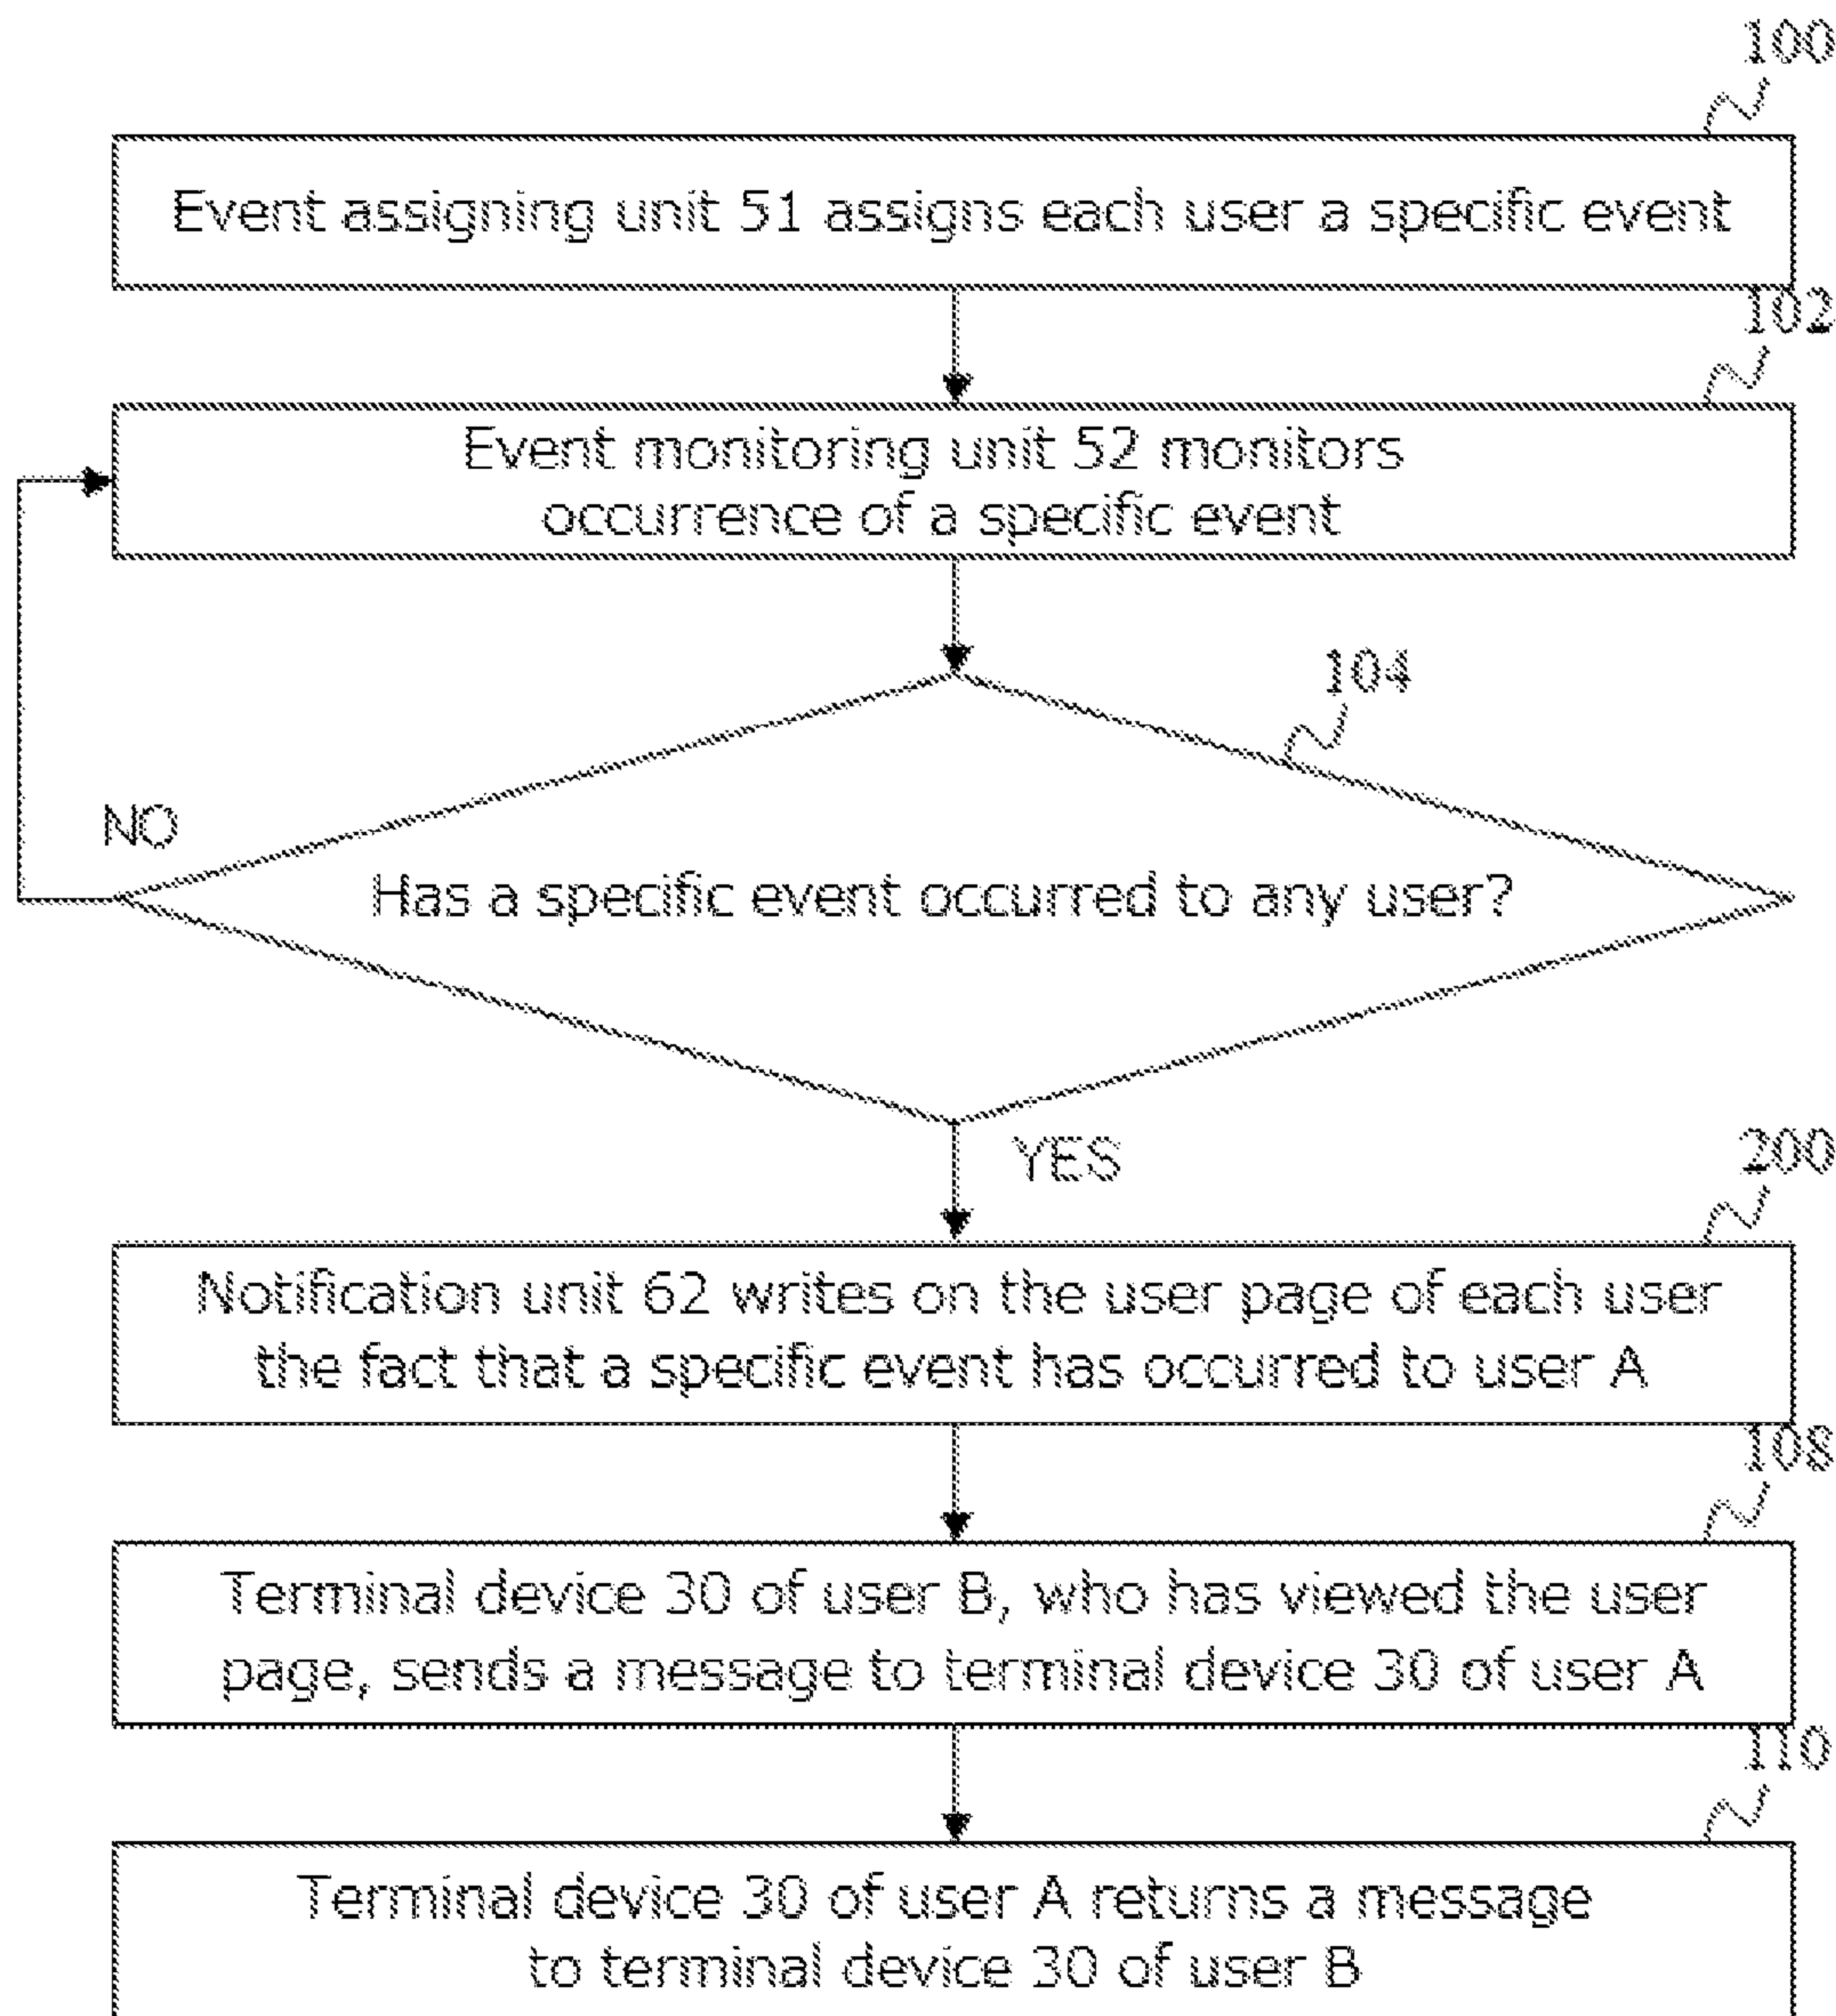 100
Event assigning unit 51 assigns each user a specific event
102
Event monitoring unit 52 monitors
occurrence of a specific event
104
NO
Has a specific event occurred to any user?
YES
200
Notification unit 62 writes on the user page of each user
the fact that a specific event has occurred to user A
108
Terminal device 30 of user B, who has viewed the user
page, sends a message to terminal device 30 of user A
110
Terminal device 30 of user A returns a message
to terminal device 30 of user B